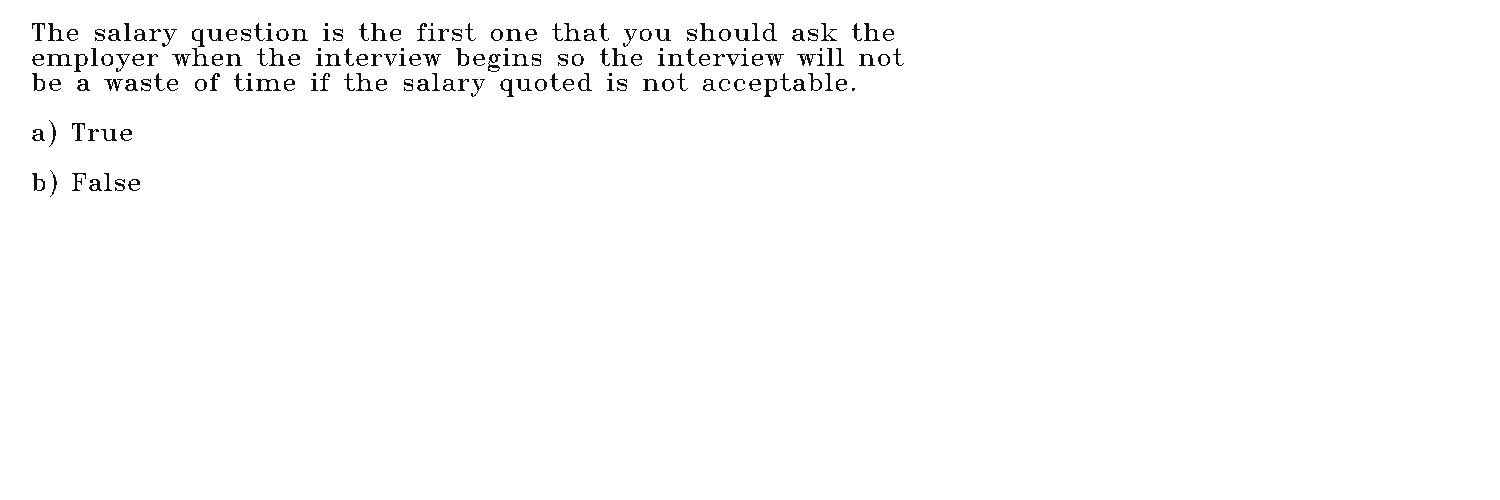 The salary question is the first one that you should ask the
employer when the interview begins so the interview will not
be a waste of time if the salary quoted is not acceptable.
a) True
b) False